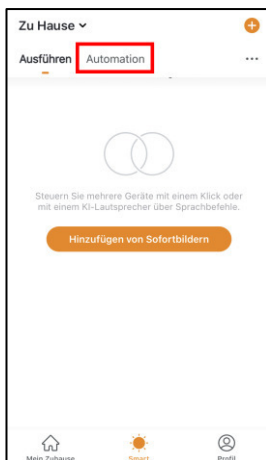 Zu Hause
Ausführen Automation
Steuern Sie mehrere Geräte mit einem Klick oder
mit einem KI-Lautsprecher über Sprachbefehle.
Hinzufügen von Sofortbildern
Mein Zuhause Smart Profil